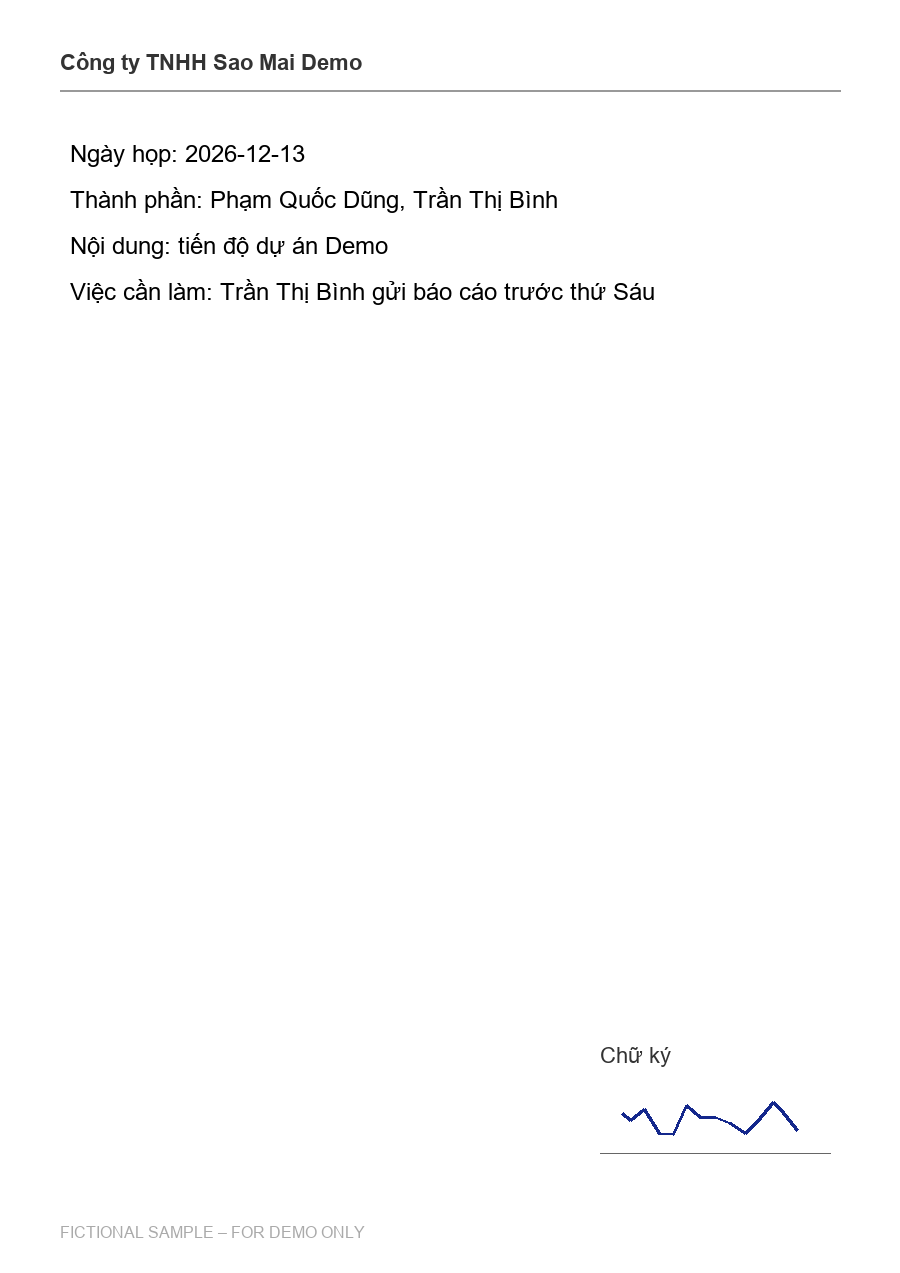 Công ty TNHH Sao Mai Demo
Ngày họp: 2026-12-13
Thành phần: Phạm Quốc Dũng, Trần Thị Bình
Nội dung: tiến độ dự án Demo
Việc cần làm: Trần Thị Bình gửi báo cáo trước thứ Sáu
Chữ ký
FICTIONAL SAMPLE – FOR DEMO ONLY